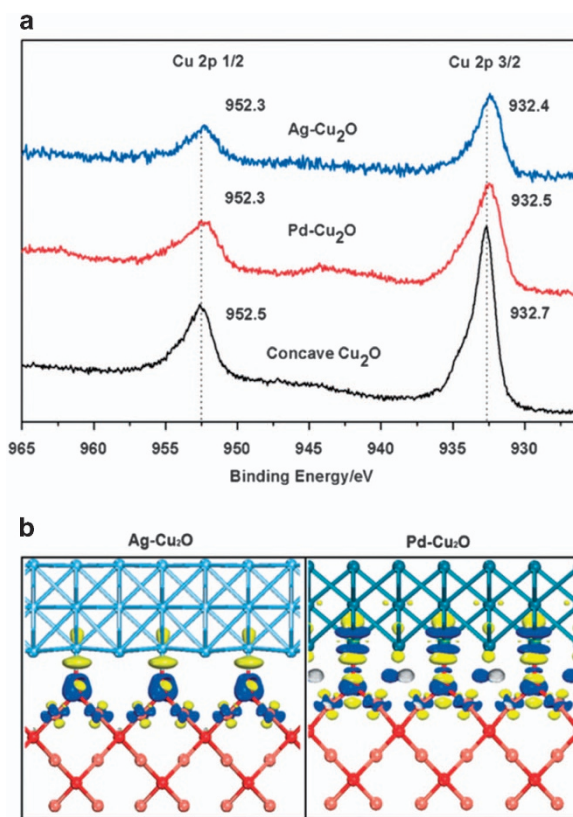 a
Cu 2p 1/2
Cu 2p 3/2
952.3
932.4
Ag-Cu2O
952.3
932.5
Pd-Cu2O
952.5
932.7
Concave Cu2O
965 960 955 950 945 940 935 930
Binding Energy/eV
b
Ag-Cu₂O
Pd-Cu₂O